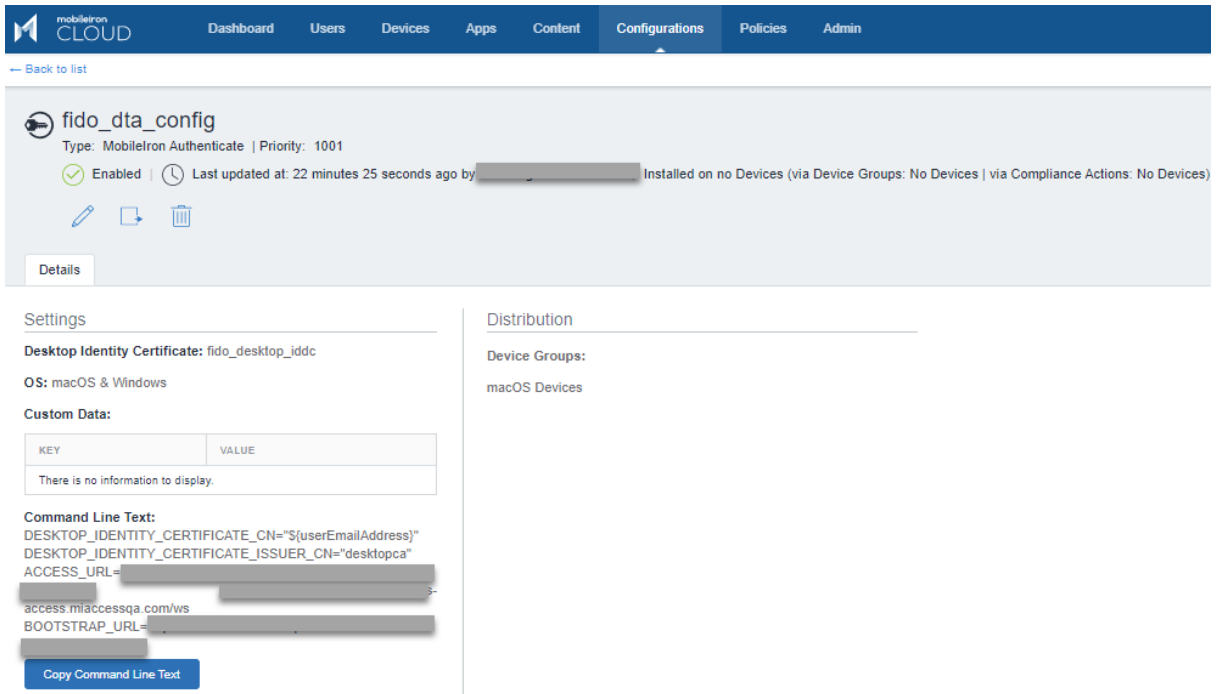 mobileiron
CLOUD
Dashboard Users Devices Apps Content Configurations Policies Admin
← Back to list
fido_dta_config
Type: MobileIron Authenticate | Priority: 1001
Enabled | Last updated at: 22 minutes 25 seconds ago by Installed on no Devices (via Device Groups: No Devices | via Compliance Actions: No Devices)
Details
Settings
Desktop Identity Certificate: fido_desktop_iddc
OS: macOS & Windows
Custom Data:
KEY VALUE
There is no information to display.
Command Line Text:
DESKTOP_IDENTITY_CERTIFICATE_CN="${userEmailAddress}"
DESKTOP_IDENTITY_CERTIFICATE_ISSUER_CN="desktopca"
ACCESS_URL=
s-
access.miaccessqa.com/ws
BOOTSTRAP_URL=
Copy Command Line Text
Distribution
Device Groups:
macOS Devices